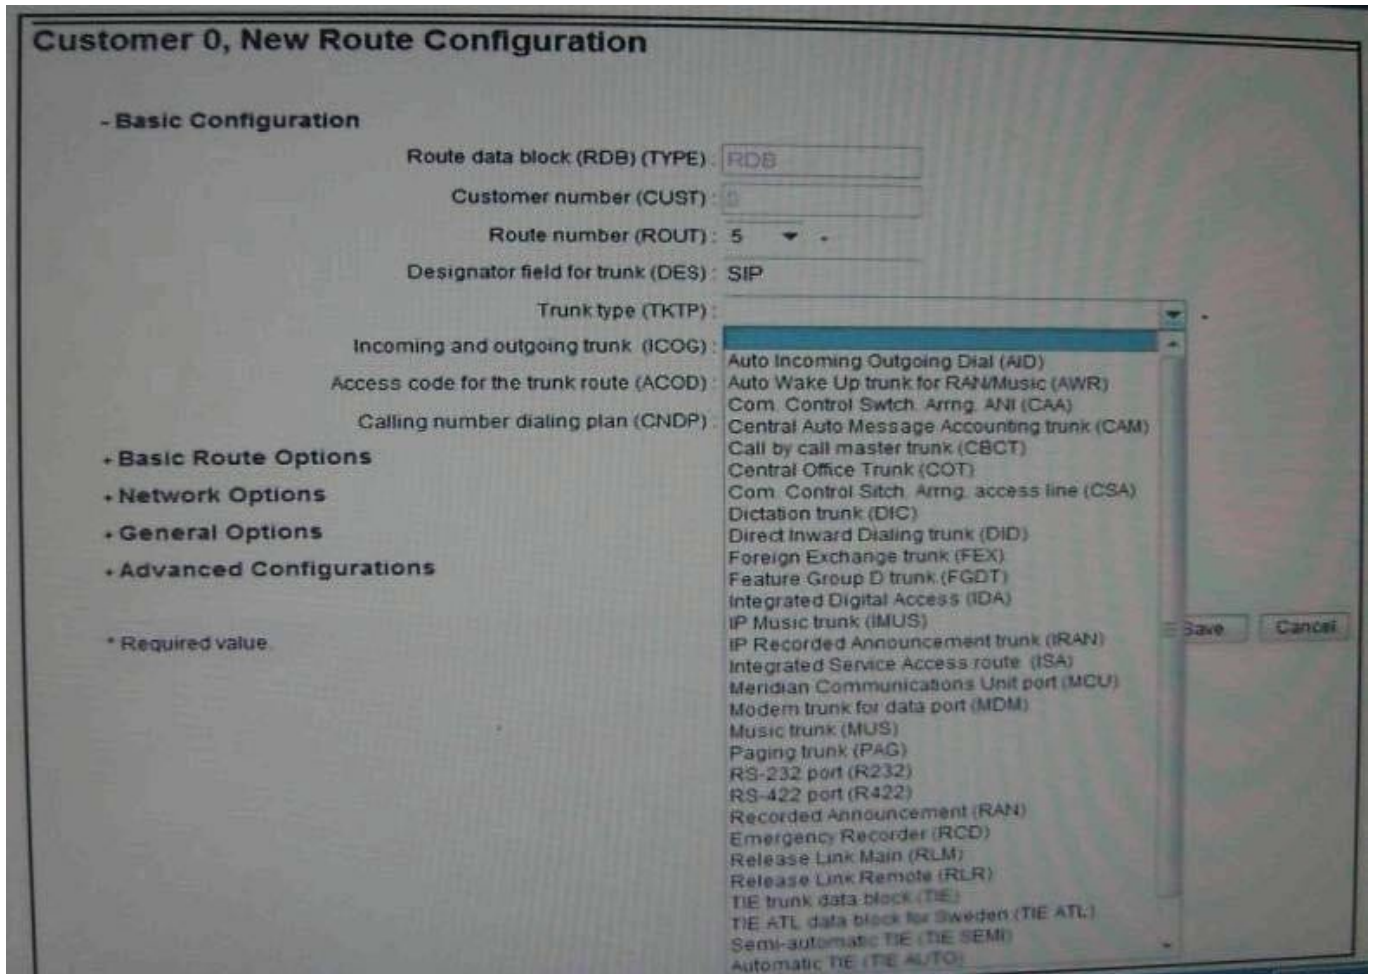 Customer 0, New Route Configuration
- Basic Configuration
Route data block (RDB) (TYPE) : RDB
Customer number (CUST) : 0
Route number (ROUT) : 5
Designator field for trunk (DES) : SIP
Trunk type (TKTP) :
Incoming and outgoing trunk (ICOG) :
Access code for the trunk route (ACOD) :
Calling number dialing plan (CNDP) :
+ Basic Route Options
+ Network Options
+ General Options
+ Advanced Configurations
* Required value.
Auto Incoming Outgoing Dial (AID)
Auto Wake Up trunk for RAN/Music (AWR)
Com. Control Swtch. Arrng. ANI (CAA)
Central Auto Message Accounting trunk (CAM)
Call by call master trunk (CBCT)
Central Office Trunk (COT)
Com. Control Sitch. Arrng. access line (CSA)
Dictation trunk (DIC)
Direct Inward Dialing trunk (DID)
Foreign Exchange trunk (FEX)
Feature Group D trunk (FGDT)
Integrated Digital Access (IDA)
IP Music trunk (IMUS)
IP Recorded Announcement trunk (IRAN)
Integrated Service Access route (ISA)
Meridian Communications Unit port (MCU)
Modem trunk for data port (MDM)
Music trunk (MUS)
Paging trunk (PAG)
RS-232 port (R232)
RS-422 port (R422)
Recorded Announcement (RAN)
Emergency Recorder (RCD)
Release Link Main (RLM)
Release Link Remote (RLR)
TIE trunk data block (TIE)
TIE ATL data block for Sweden (TIE ATL)
Semi-automatic TIE (TIE SEMI)
Automatic TIE (TIE AUTO)
Save
Cancel